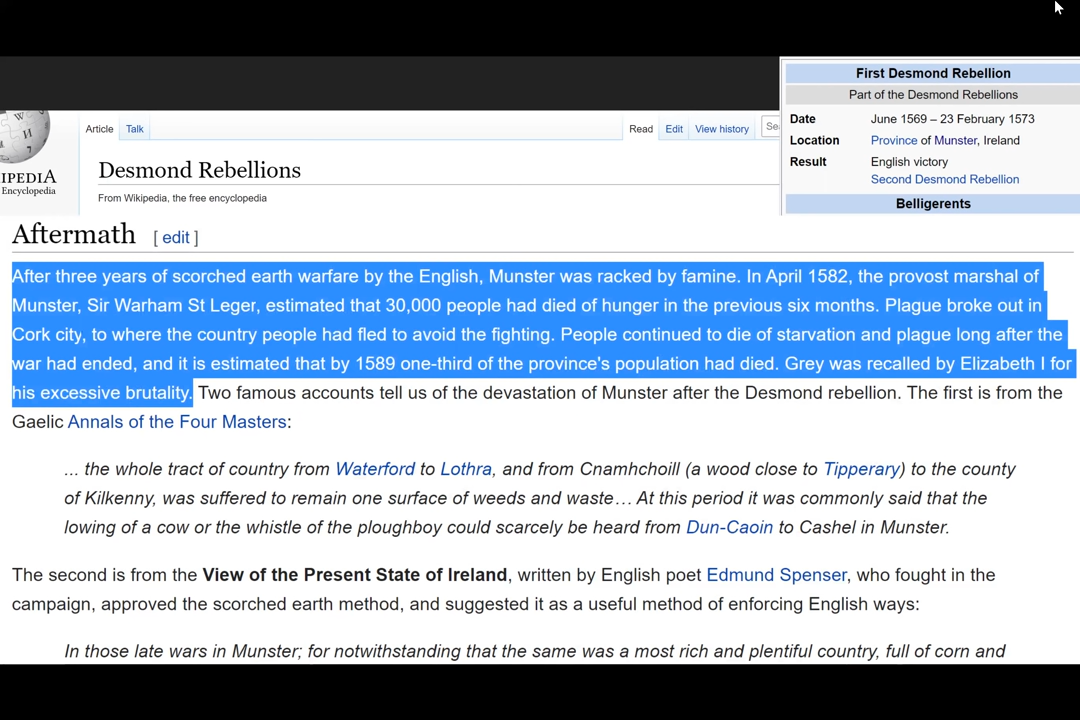 First Desmond Rebellion
Part of the Desmond Rebellions
Date June 1569 – 23 February 1573
Location Province of Munster, Ireland
Result English victory
Second Desmond Rebellion
Belligerents
Article Talk Read Edit View history
IPEDIA
Encyclopedia
Desmond Rebellions
From Wikipedia, the free encyclopedia
Aftermath [ edit ]
After three years of scorched earth warfare by the English, Munster was racked by famine. In April 1582, the provost marshal of
Munster, Sir Warham St Leger, estimated that 30,000 people had died of hunger in the previous six months. Plague broke out in
Cork city, to where the country people had fled to avoid the fighting. People continued to die of starvation and plague long after the
war had ended, and it is estimated that by 1589 one-third of the province's population had died. Grey was recalled by Elizabeth I for
his excessive brutality. Two famous accounts tell us of the devastation of Munster after the Desmond rebellion. The first is from the
Gaelic Annals of the Four Masters:
... the whole tract of country from Waterford to Lothra, and from Cnamhchoill (a wood close to Tipperary) to the county
of Kilkenny, was suffered to remain one surface of weeds and waste… At this period it was commonly said that the
lowing of a cow or the whistle of the ploughboy could scarcely be heard from Dun-Caoin to Cashel in Munster.
The second is from the View of the Present State of Ireland, written by English poet Edmund Spenser, who fought in the
campaign, approved the scorched earth method, and suggested it as a useful method of enforcing English ways:
In those late wars in Munster; for notwithstanding that the same was a most rich and plentiful country, full of corn and